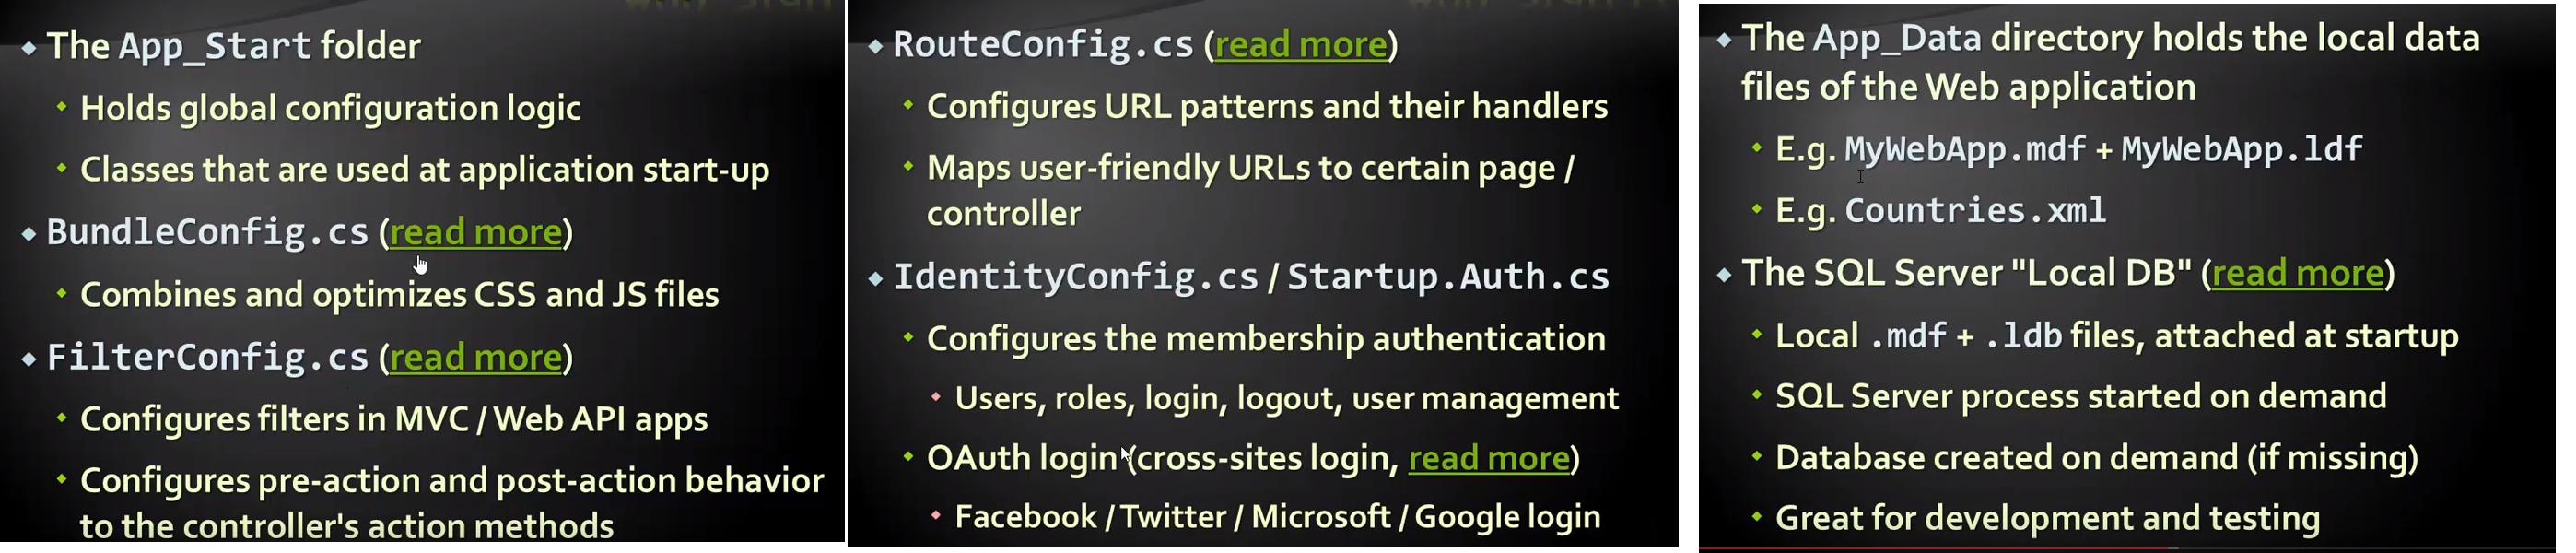 The App_Start folder
Holds global configuration logic
Classes that are used at application start-up
BundleConfig.cs (read more)
Combines and optimizes CSS and JS files
FilterConfig.cs (read more)
Configures filters in MVC / Web API apps
Configures pre-action and post-action behavior
to the controller's action methods
RouteConfig.cs (read more)
Configures URL patterns and their handlers
Maps user-friendly URLs to certain page /
controller
IdentityConfig.cs / Startup.Auth.cs
Configures the membership authentication
Users, roles, login, logout, user management
OAuth login (cross-sites login, read more)
Facebook / Twitter / Microsoft / Google login
The App_Data directory holds the local data
files of the Web application
E.g. MyWebApp.mdf + MyWebApp.ldf
E.g. Countries.xml
The SQL Server "Local DB" (read more)
Local .mdf + .ldb files, attached at startup
SQL Server process started on demand
Database created on demand (if missing)
Great for development and testing